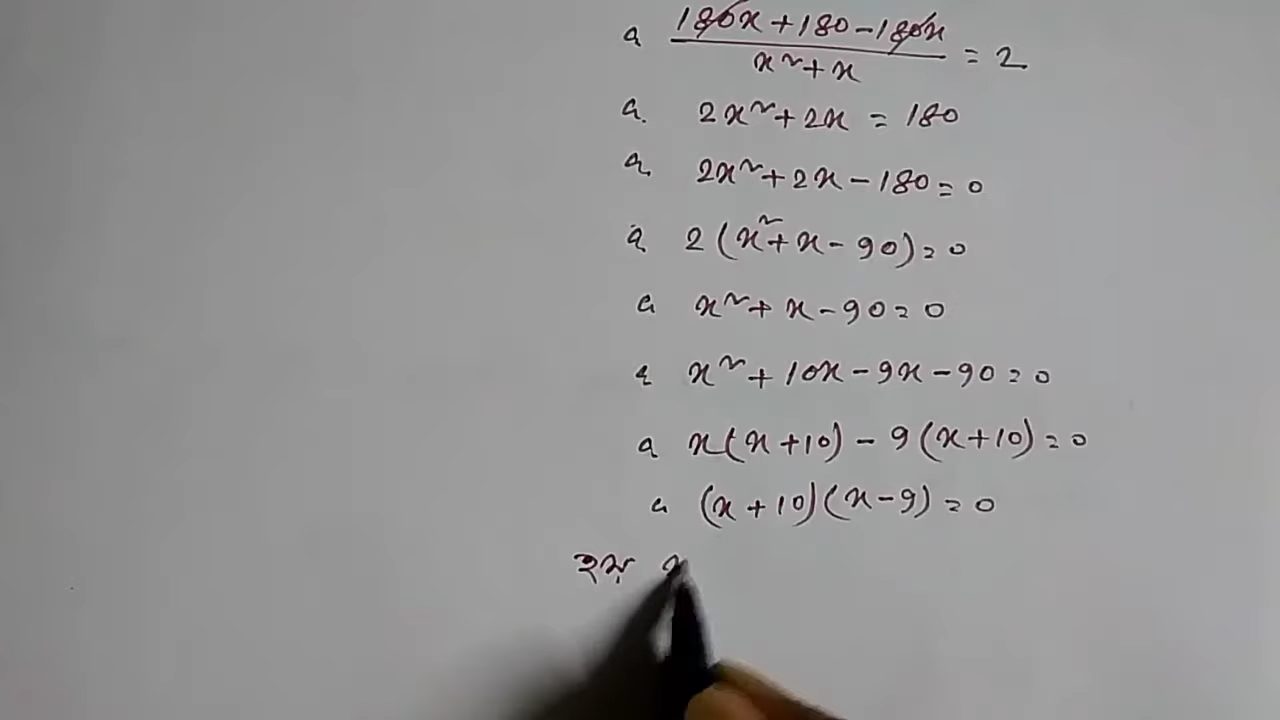 বা (180x + 180 - 180x) / (x² + x) = 2
বা 2x² + 2x = 180
বা 2x² + 2x - 180 = 0
বা 2(x² + x - 90) = 0
বা x² + x - 90 = 0
বা x² + 10x - 9x - 90 = 0
বা x(x + 10) - 9(x + 10) = 0
বা (x + 10)(x - 9) = 0
হয় x